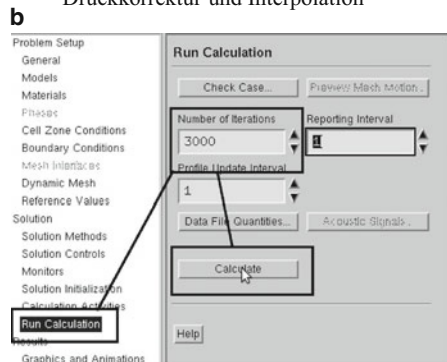 Druckkorrektur und Interpolation
b
Problem Setup
General
Models
Materials
Phases
Cell Zone Conditions
Boundary Conditions
Mesh Interfaces
Dynamic Mesh
Reference Values
Solution
Solution Methods
Solution Controls
Monitors
Solution Initialization
Calculation Activities
Run Calculation
Results
Graphics and Animations
Run Calculation
Check Case...
Preview Mesh Motion...
Number of Iterations
Reporting Interval
3000
1
Profile Update Interval
1
Data File Quantities...
Acoustic Signals...
Calculate
Help